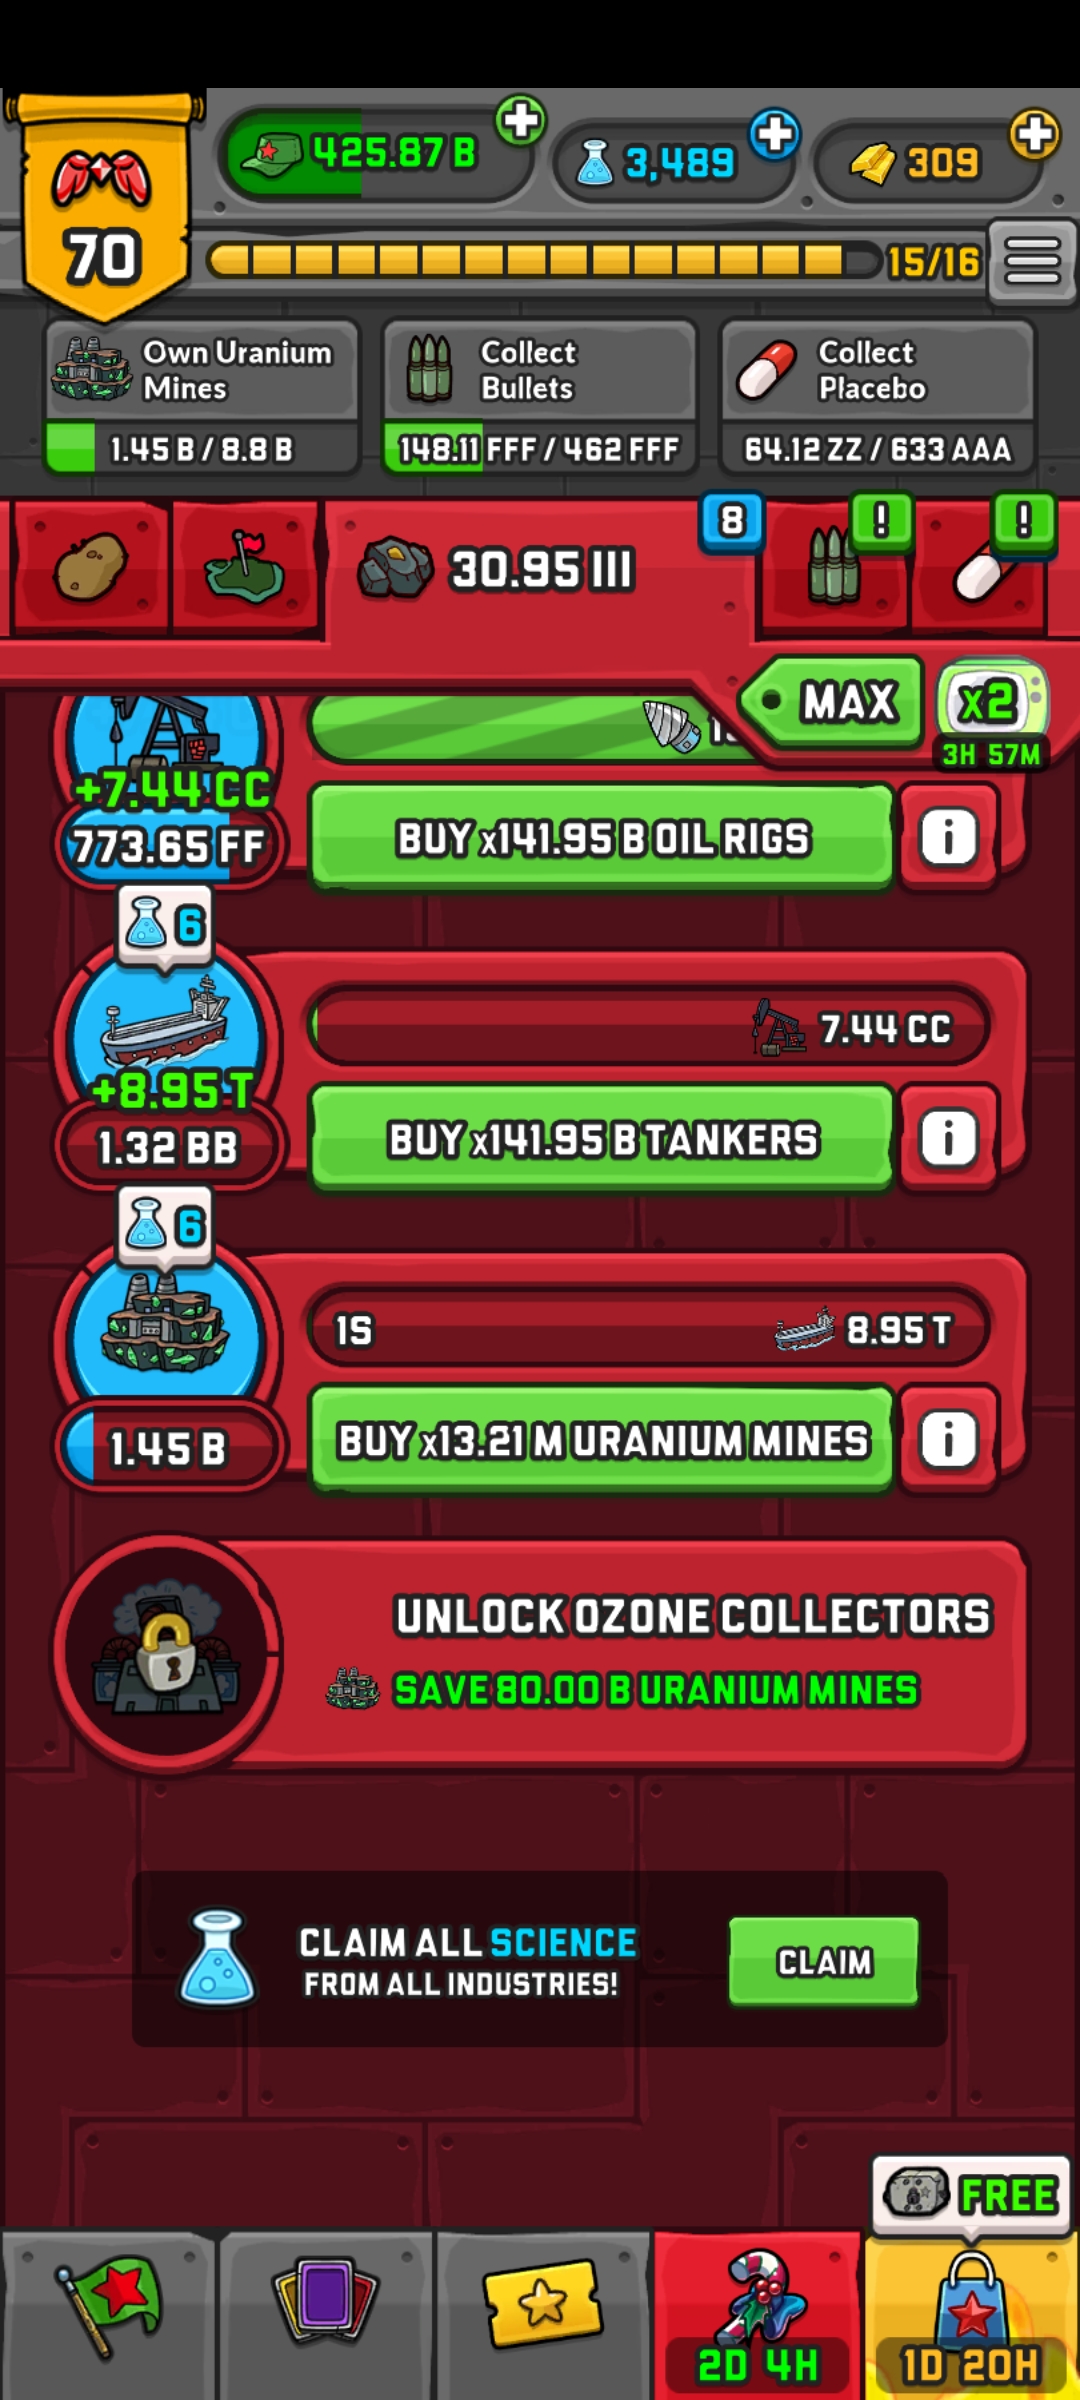 425.87 B
3,489
309
70
15/16
Own Uranium
Mines
1.45 B / 8.8 B
Collect
Bullets
148.11 FFF / 462 FFF
Collect
Placebo
64.12 ZZ / 633 AAA
30.95 III
8
!
!
MAX
x2
3H 57M
+7.44 CC
773.65 FF
BUY x141.95 B OIL RIGS
i
6
7.44 CC
+8.95 T
1.32 BB
BUY x141.95 B TANKERS
i
6
1S
8.95 T
1.45 B
BUY x13.21 M URANIUM MINES
i
UNLOCK OZONE COLLECTORS
SAVE 80.00 B URANIUM MINES
CLAIM ALL SCIENCE
FROM ALL INDUSTRIES!
CLAIM
FREE
2D 4H
1D 20H